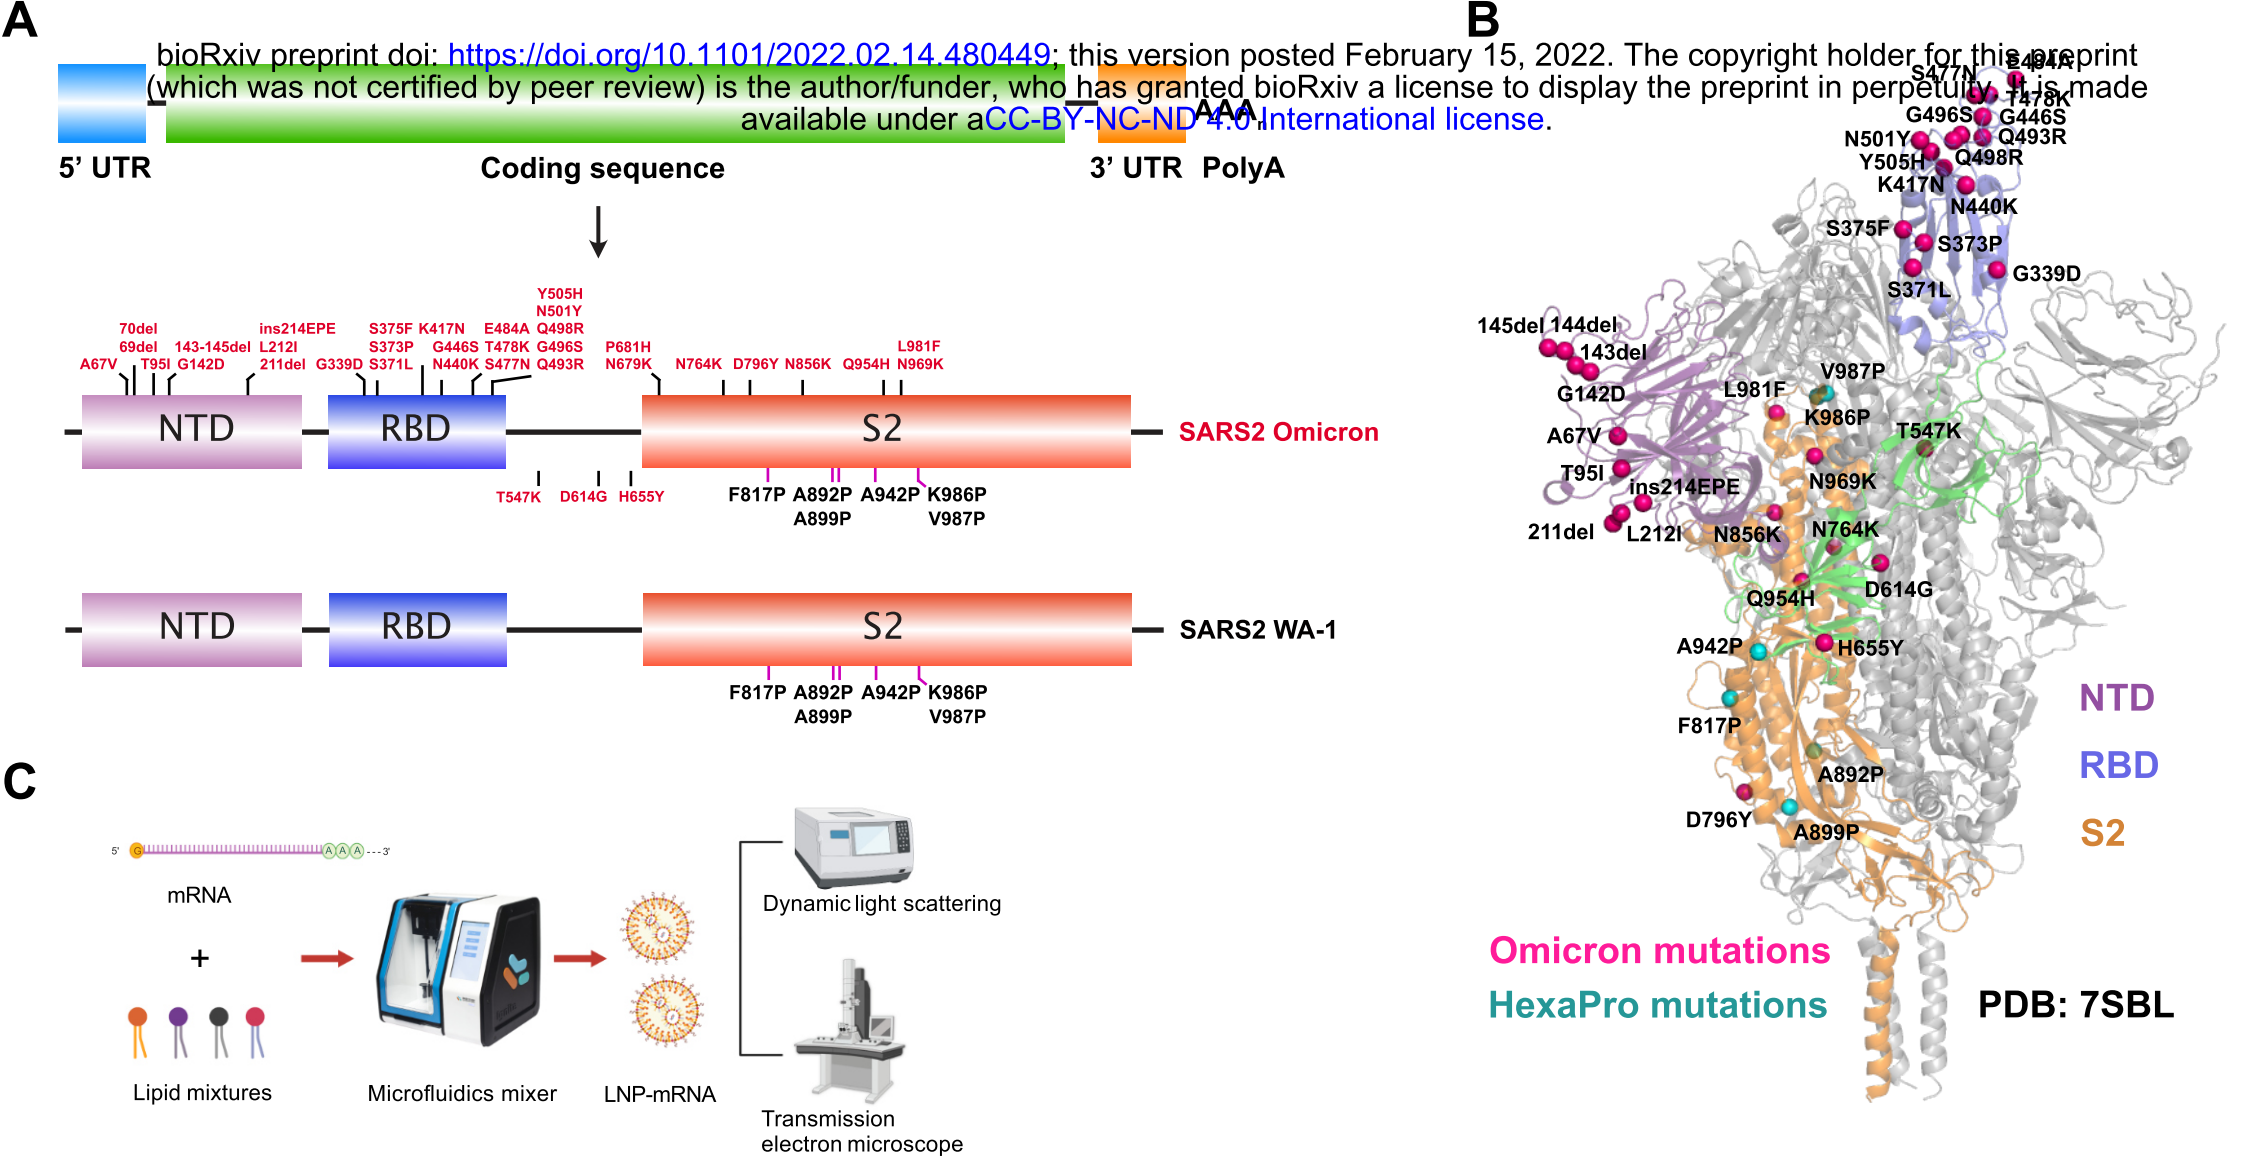 A
B
bioRxiv preprint doi: https://doi.org/10.1101/2022.02.14.480449; this version posted February 15, 2022. The copyright holder for this preprint
(which was not certified by peer review) is the author/funder, who has granted bioRxiv a license to display the preprint in perpetuity. It is made
available under aCC-BY-NC-ND 4.0 International license.
AAAn
5’ UTR
Coding sequence
3’ UTR
PolyA
Y505H
N501Y
70del
ins214EPE
S375F
K417N
E484A
Q498R
69del
143-145del
L212I
S373P
G446S
T478K
G496S
P681H
L981F
A67V
T95I
G142D
211del
G339D
S371L
N440K
S477N
Q493R
N679K
N764K
D796Y
N856K
Q954H
N969K
NTD
RBD
S2
SARS2 Omicron
T547K
D614G
H655Y
F817P
A892P
A942P
K986P
A899P
V987P
NTD
RBD
S2
SARS2 WA-1
F817P
A892P
A942P
K986P
A899P
V987P
E484A
S477N
T478K
G496S
G446S
N501Y
Q493R
Y505H
Q498R
K417N
N440K
S375F
S373P
G339D
S371L
145del
144del
143del
V987P
G142D
L981F
K986P
A67V
T547K
T95I
N969K
ins214EPE
211del
L212I
N856K
N764K
Q954H
D614G
A942P
H655Y
F817P
A892P
D796Y
A899P
NTD
RBD
S2
Omicron mutations
HexaPro mutations
PDB: 7SBL
C
5'
G
A
A
A
3'
mRNA
+
Lipid mixtures
Microfluidics mixer
LNP-mRNA
Dynamic light scattering
Transmission
electron microscope